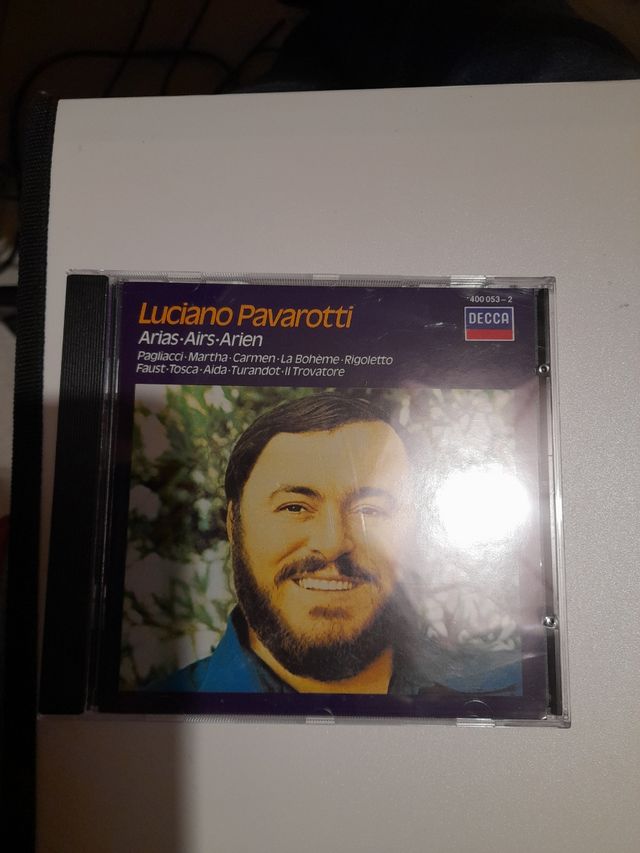 400 053-2
Luciano Pavarotti
DECCA
Arias·Airs·Arien
Pagliacci·Martha·Carmen·La Bohème·Rigoletto
Faust·Tosca·Aida·Turandot·Il Trovatore